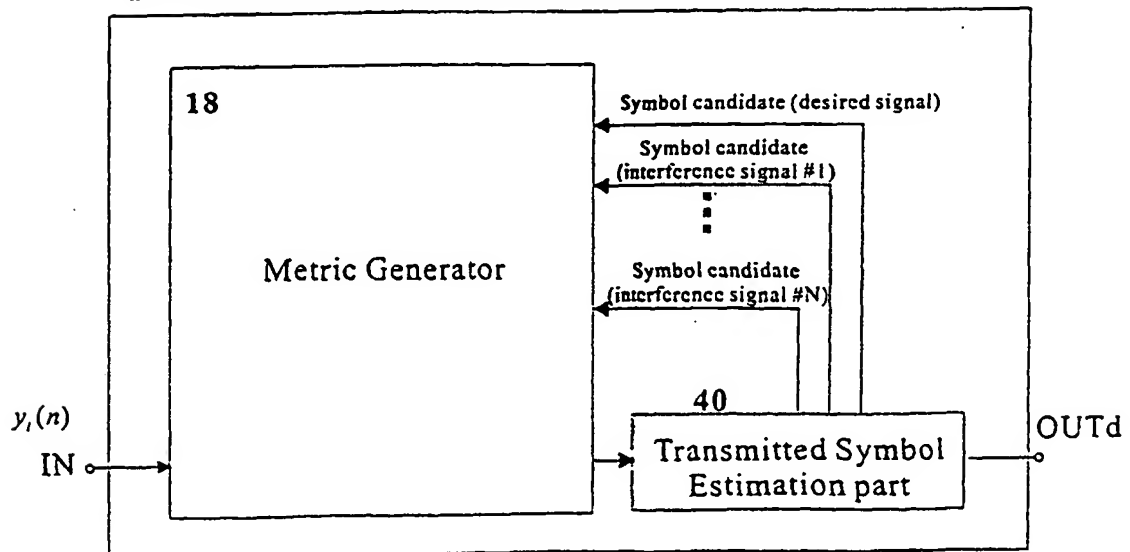 18
Symbol candidate (desired signal)
Symbol candidate
(interference signal #1)
Metric Generator
Symbol candidate
(interference signal #N)
40
y_i(n)
IN
Transmitted Symbol
Estimation part
OUTd